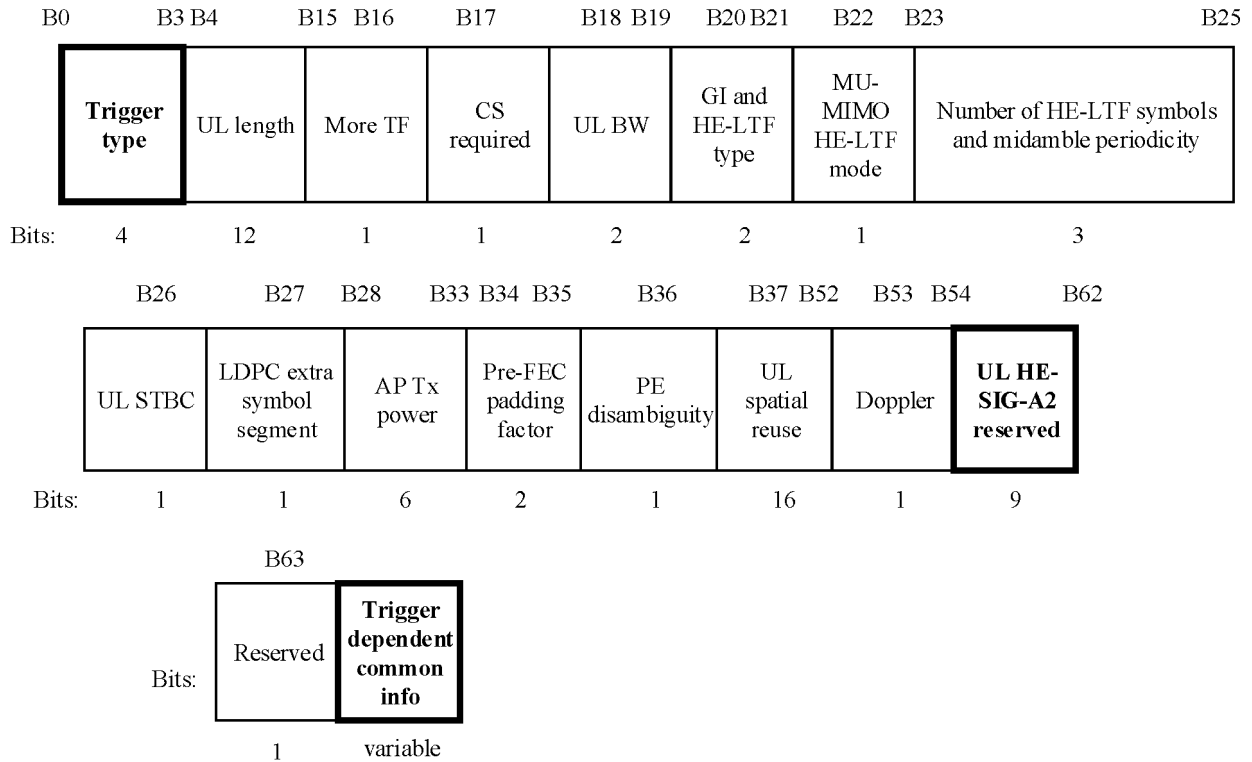 B0 B3 B4 B15 B16 B17 B18 B19 B20 B21 B22 B23 B25
Trigger
type
UL length
More TF
CS
required
UL BW
GI and
HE-LTF
type
MU-
MIMO
HE-LTF
mode
Number of HE-LTF symbols
and midamble periodicity
Bits: 4 12 1 1 2 2 1 3
B26 B27 B28 B33 B34 B35 B36 B37 B52 B53 B54 B62
UL STBC
LDPC extra
symbol
segment
AP Tx
power
Pre-FEC
padding
factor
PE
disambiguity
UL
spatial
reuse
Doppler
UL HE-
SIG-A2
reserved
Bits: 1 1 6 2 1 16 1 9
B63
Reserved
Trigger
dependent
common
info
Bits:
1 variable